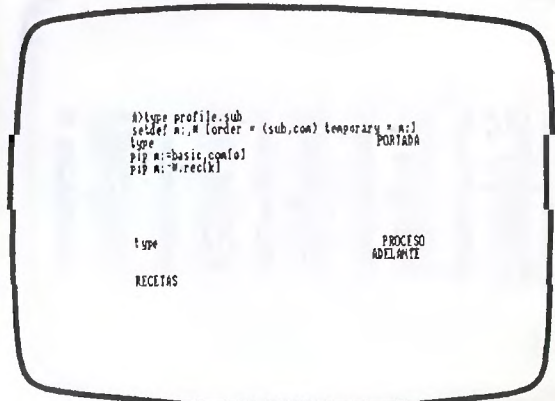 A>type profile.sub
setdef m:,* [order = (sub,com) temporary = m:]
type PORTADA
pip m:=basic.com[o]
pip m:=*.rec[k]
type PROCESO
ADELANTE
RECETAS